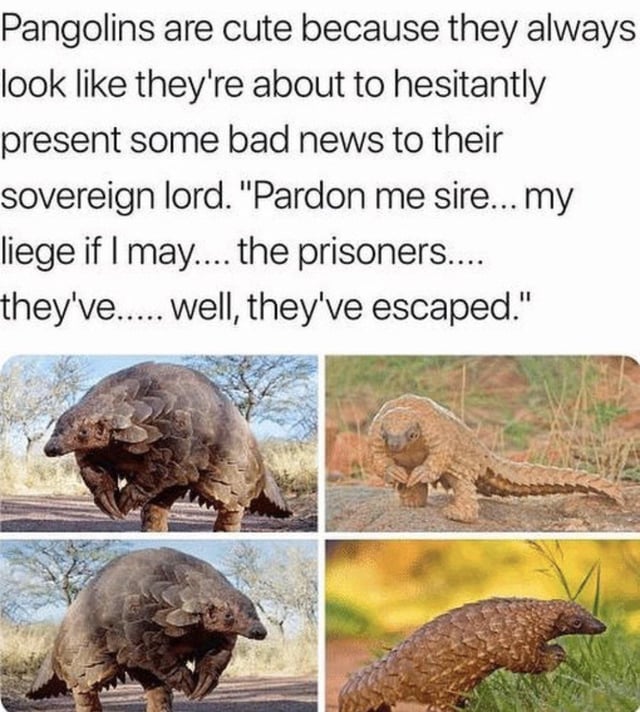 Pangolins are cute because they always
look like they're about to hesitantly
present some bad news to their
sovereign lord. "Pardon me sire... my
liege if I may.... the prisoners....
they've..... well, they've escaped."